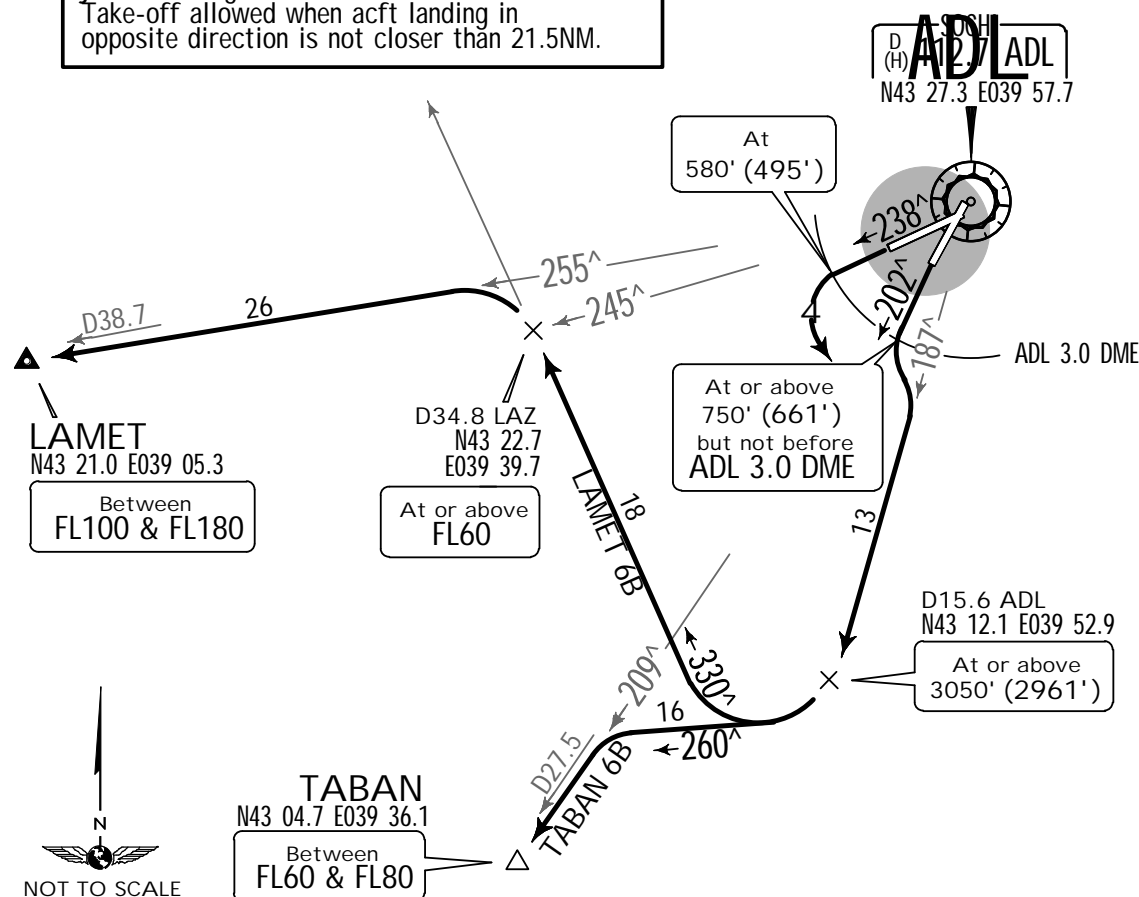 Take-off allowed when acft landing in
opposite direction is not closer than 21.5NM.
SOCHI
D
(H) 112.7 ADL
ADL
N43 27.3 E039 57.7
At
580' (495')
238^
202^
187^
4
ADL 3.0 DME
At or above
750' (661')
but not before
ADL 3.0 DME
255^
245^
26
D38.7
LAMET
N43 21.0 E039 05.3
Between
FL100 & FL180
D34.8 LAZ
N43 22.7
E039 39.7
At or above
FL60
18
LAMET 6B
13
D15.6 ADL
N43 12.1 E039 52.9
At or above
3050' (2961')
330^
209^
16
260^
D27.5
TABAN 6B
TABAN
N43 04.7 E039 36.1
Between
FL60 & FL80
N
NOT TO SCALE